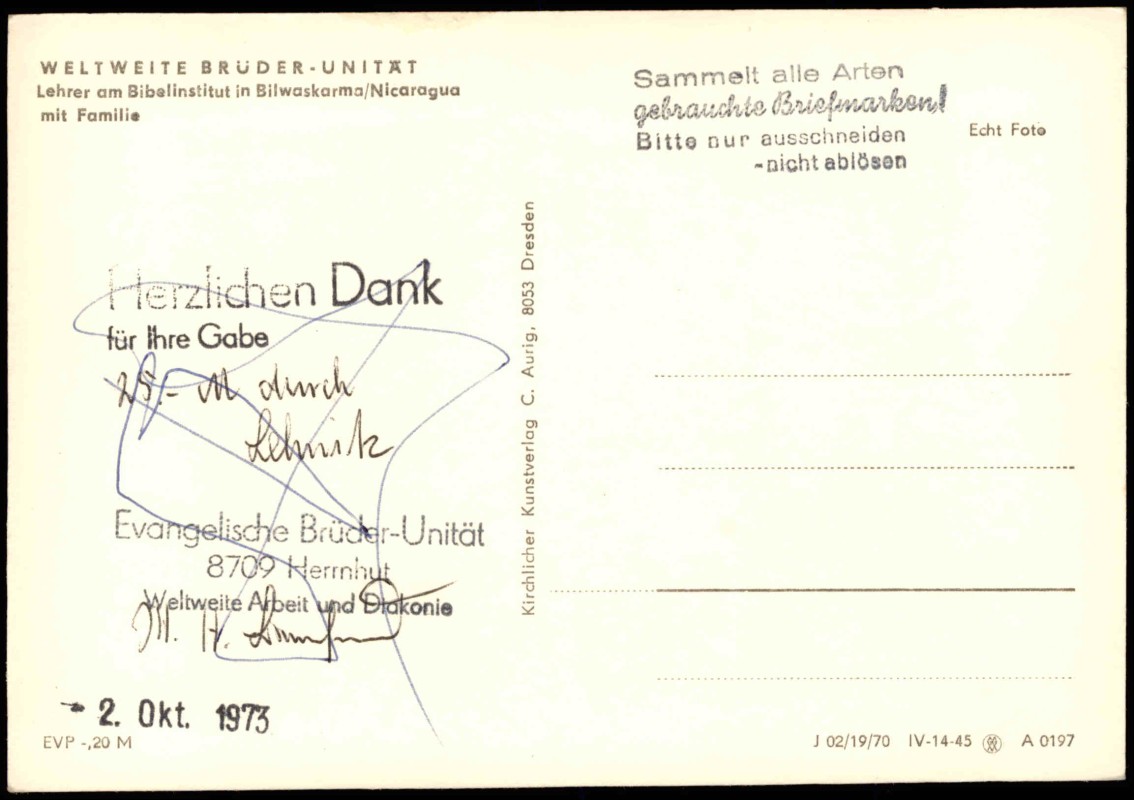 WELTWEITE BRÜDER-UNITÄT
Lehrer am Bibelinstitut in Bilwaskarma/Nicaragua
mit Familie
Sammelt alle Arten
gebrauchte Briefmarken!
Bitte nur ausschneiden
-nicht ablösen
Echt Foto
Herzlichen Dank
für Ihre Gabe
25.- M durch
Evangelische Brüder-Unität
8709 Herrnhut
Weltweite Arbeit und Diakonie
M. H.
- 2. Okt. 1973
EVP -,20 M
Kirchlicher Kunstverlag C. Aurig, 8053 Dresden
J 02/19/70 IV-14-45 A 0197